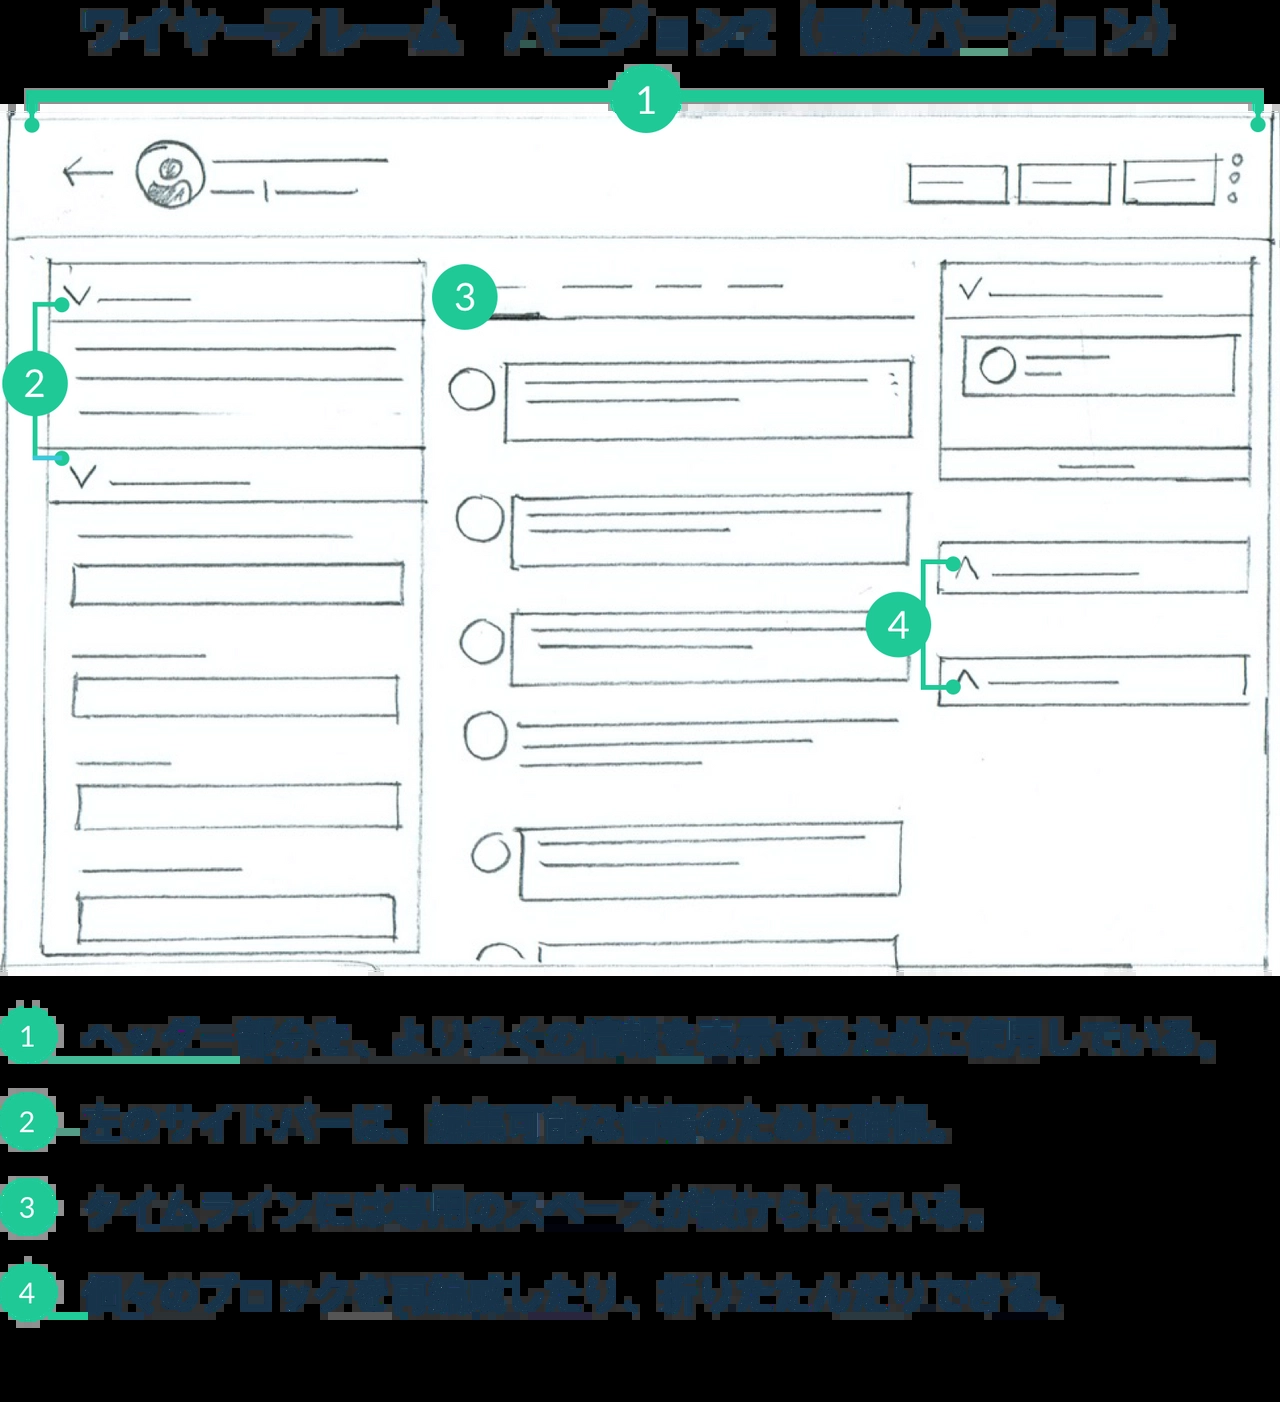 ワイヤーフレーム バージョン2(最終バージョン)
1
3
2
4
1 ヘッダー部分を、より多くの情報を表示するために使用している。
2 左のサイドバーは、編集可能な情報のために確保。
3 タイムラインには専用のスペースが設けられている。
4 個々のブロックを再編成したり、折りたたんだりできる。